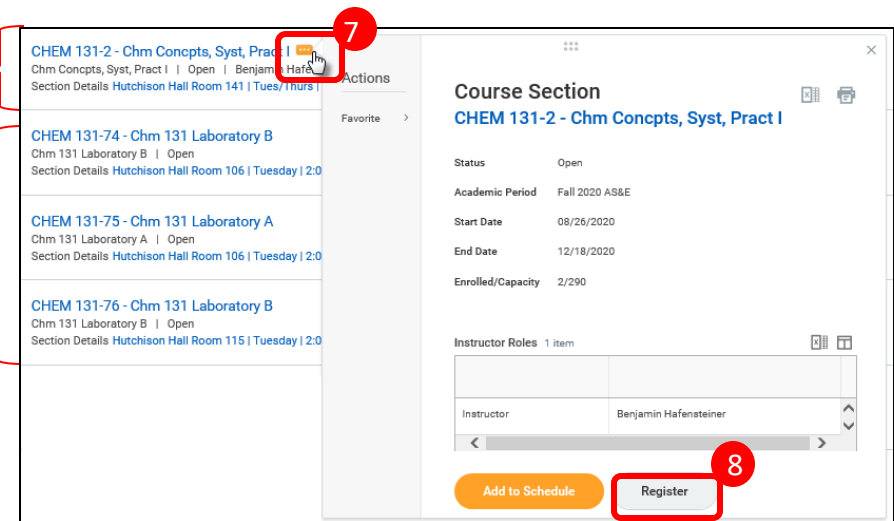 7
CHEM 131-2 - Chm Concpts, Syst, Pract I
Chm Concpts, Syst, Pract I | Open | Benjamin Hafe
Section Details Hutchison Hall Room 141 | Tues/Thurs |
CHEM 131-74 - Chm 131 Laboratory B
Chm 131 Laboratory B | Open
Section Details Hutchison Hall Room 106 | Tuesday | 2:0
CHEM 131-75 - Chm 131 Laboratory A
Chm 131 Laboratory A | Open
Section Details Hutchison Hall Room 106 | Tuesday | 2:0
CHEM 131-76 - Chm 131 Laboratory B
Chm 131 Laboratory B | Open
Section Details Hutchison Hall Room 115 | Tuesday | 2:0
Actions
Favorite
Course Section
CHEM 131-2 - Chm Concpts, Syst, Pract I
Status Open
Academic Period Fall 2020 AS&E
Start Date 08/26/2020
End Date 12/18/2020
Enrolled/Capacity 2/290
Instructor Roles 1 item
Instructor Benjamin Hafensteiner
8
Add to Schedule Register